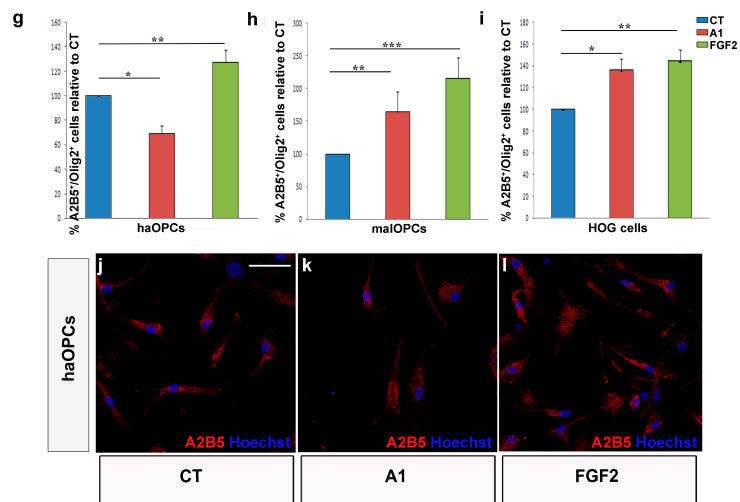 g
% A2B5⁺/Olig2⁺ cells relative to CT
160
140
120
100
80
60
40
20
0
**
*
haOPCs
h
% A2B5⁺/Olig2⁺ cells relative to CT
300
250
200
150
100
50
0
***
**
malOPCs
i
% A2B5⁺/Olig2⁺ cells relative to CT
180
160
140
120
100
80
60
40
20
0
**
*
HOG cells
CT
A1
FGF2
haOPCs
j
A2B5 Hoechst
k
A2B5 Hoechst
l
A2B5 Hoechst
CT
A1
FGF2